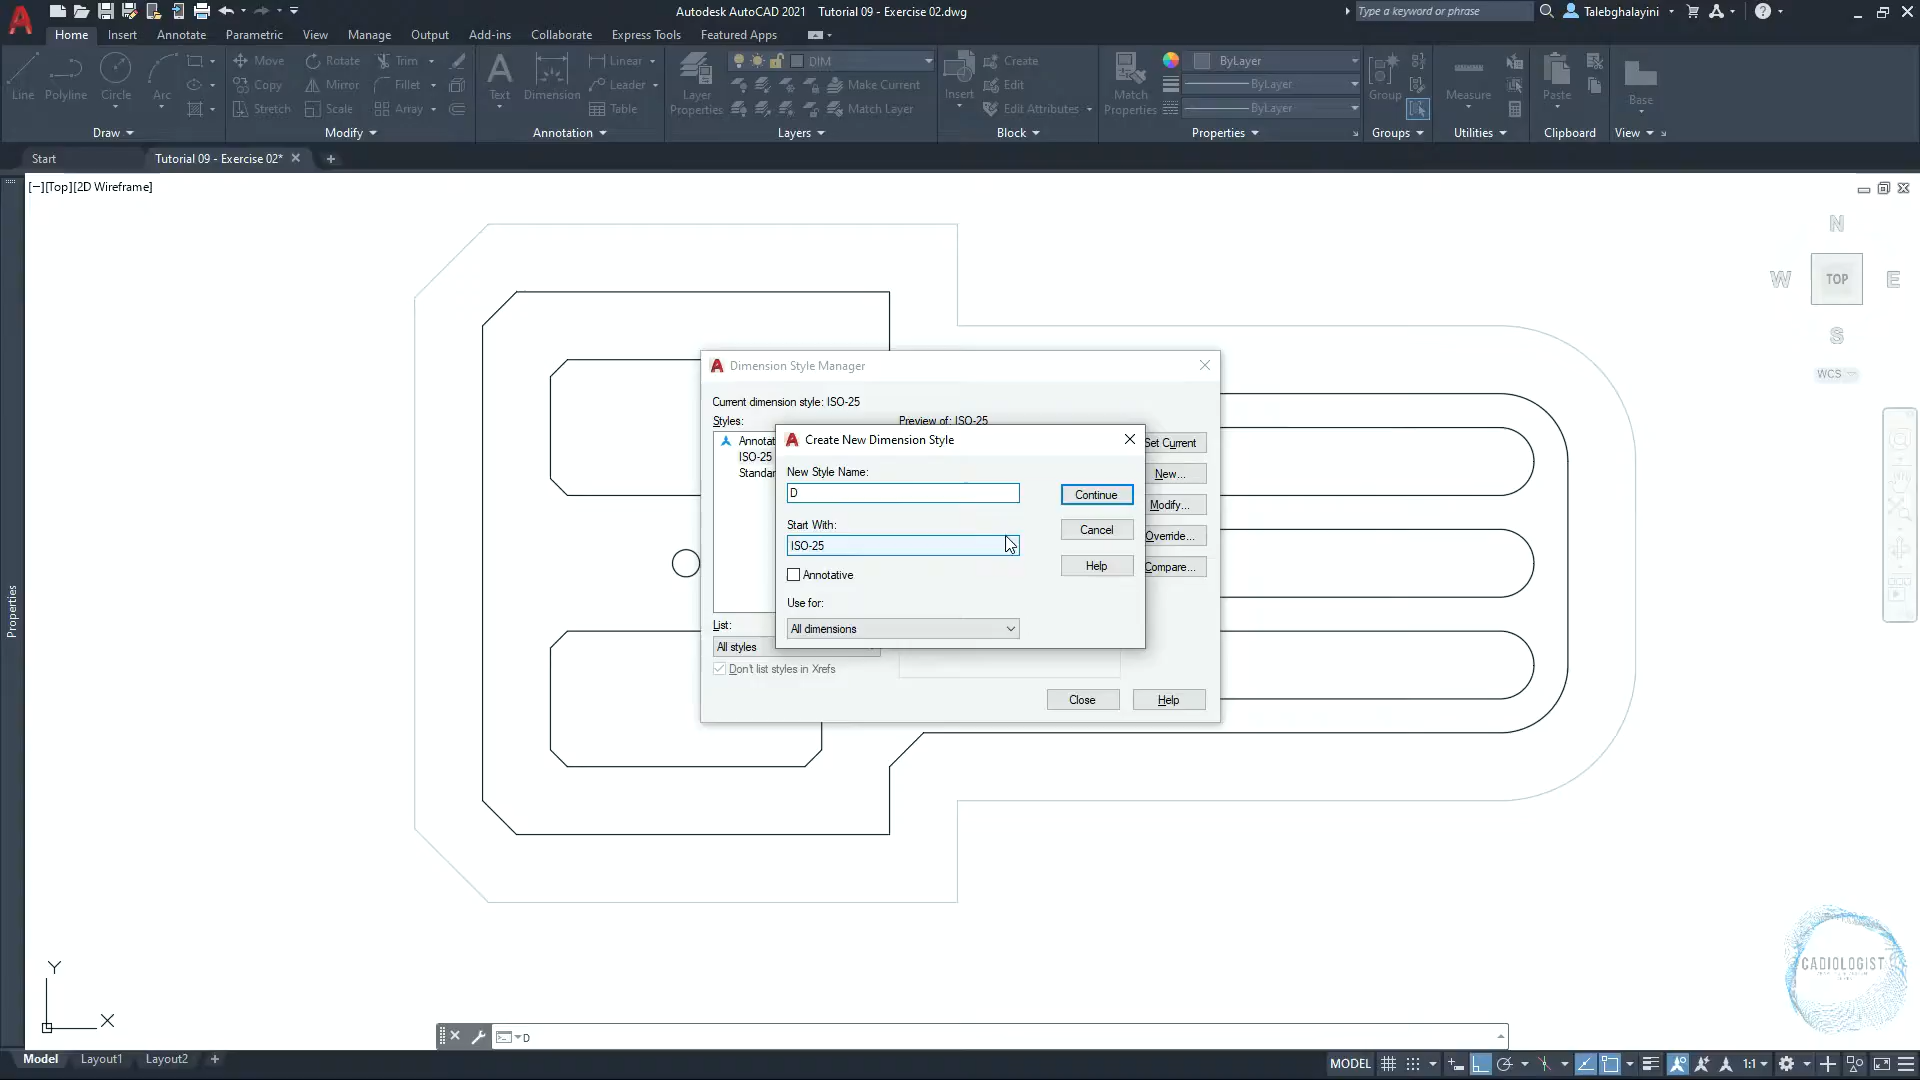 Autodesk AutoCAD 2021 Tutorial 09 - Exercise 02.dwg
Type a keyword or phrase
Talebghalayini
Home Insert Annotate Parametric View Manage Output Add-ins Collaborate Express Tools Featured Apps
Line Polyline Circle Arc
Draw
Move Rotate Trim
Copy Mirror Fillet
Stretch Scale Array
Modify
Text Dimension
Linear
Leader
Table
Annotation
Layer Properties
DIM
Make Current
Match Layer
Layers
Insert
Create
Edit
Edit Attributes
Block
Match Properties
ByLayer
ByLayer
ByLayer
Properties
Group
Groups
Measure
Utilities
Paste
Clipboard
Base
View
Start Tutorial 09 - Exercise 02*
[−][Top][2D Wireframe]
N
W TOP E
S
WCS
Properties
Dimension Style Manager
Current dimension style: ISO-25
Styles: Preview of: ISO-25
Annotat
ISO-25
Standar
Set Current
New...
Modify...
Override...
Compare...
List:
All styles
Don't list styles in Xrefs
Close Help
Create New Dimension Style
New Style Name:
D
Continue
Start With:
ISO-25
Cancel
Annotative
Help
Use for:
All dimensions
CADIOLOGIST
Y
X
D
Model Layout1 Layout2
MODEL 1:1